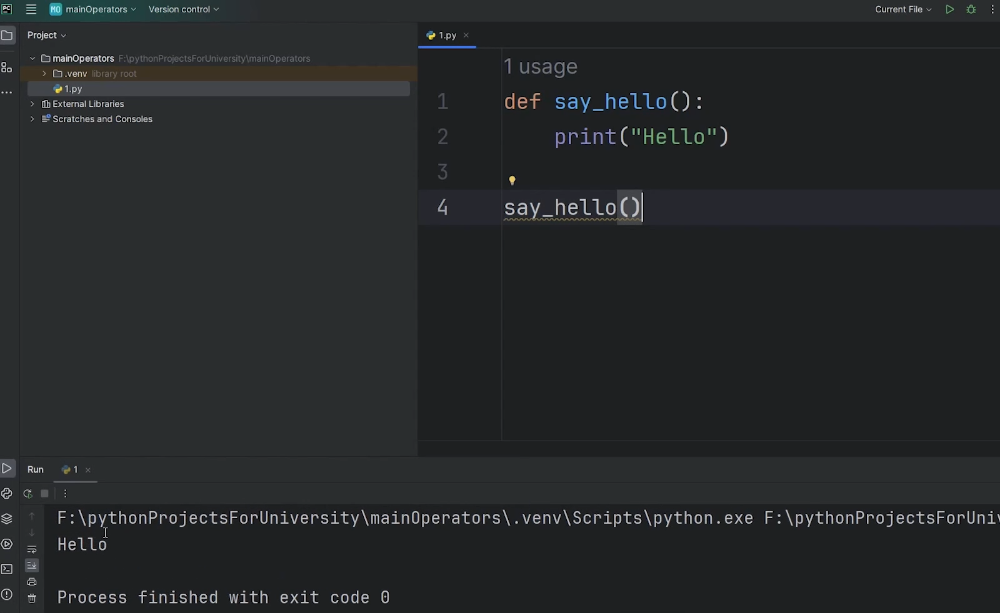 PC
MO mainOperators
Version control
Current File
Project
mainOperators F:\pythonProjectsForUniversity\mainOperators
.venv library root
1.py
External Libraries
Scratches and Consoles
1.py
1 usage
1 def say_hello():
2 print("Hello")
3
4 say_hello()
Run
1
F:\pythonProjectsForUniversity\mainOperators\.venv\Scripts\python.exe F:\pythonProjectsForUni
Hello
Process finished with exit code 0